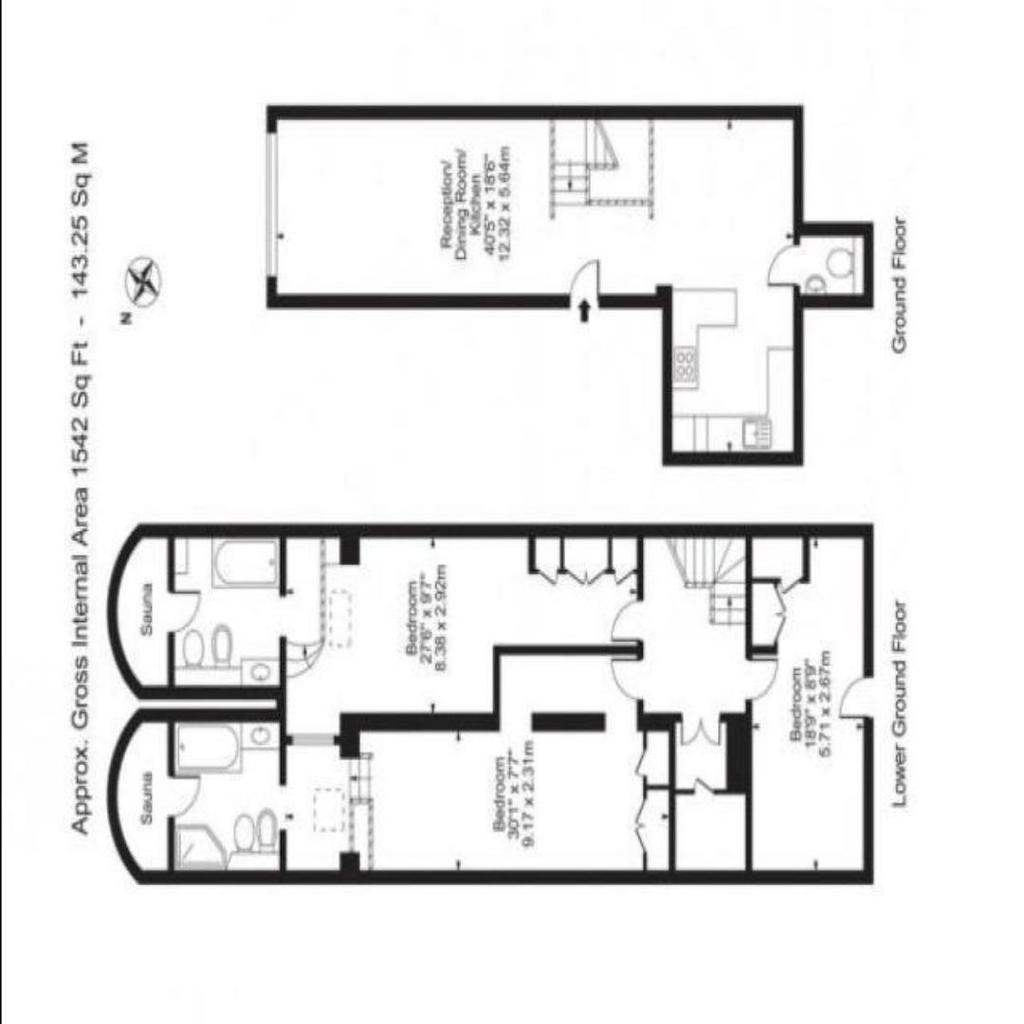 Approx. Gross Internal Area 1542 Sq Ft - 143.25 Sq M
N
Sauna
Sauna
Bedroom
27'6" x 9'7"
8.38 x 2.92m
Bedroom
30'1" x 7'7"
9.17 x 2.31m
Bedroom
18'9" x 8'9"
5.71 x 2.67m
Lower Ground Floor
Reception/
Dining Room/
Kitchen
40'5" x 18'6"
12.32 x 5.64m
Ground Floor